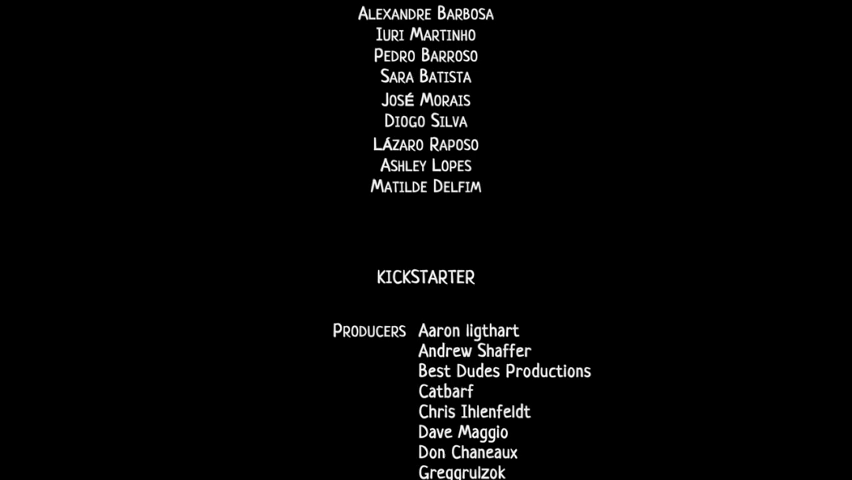 Alexandre Barbosa
Iuri Martinho
Pedro Barroso
Sara Batista
José Morais
Diogo Silva
Lázaro Raposo
Ashley Lopes
Matilde Delfim
KICKSTARTER
Producers Aaron ligthart
Andrew Shaffer
Best Dudes Productions
Catbarf
Chris Ihlenfeldt
Dave Maggio
Don Chaneaux
Greggrulzok